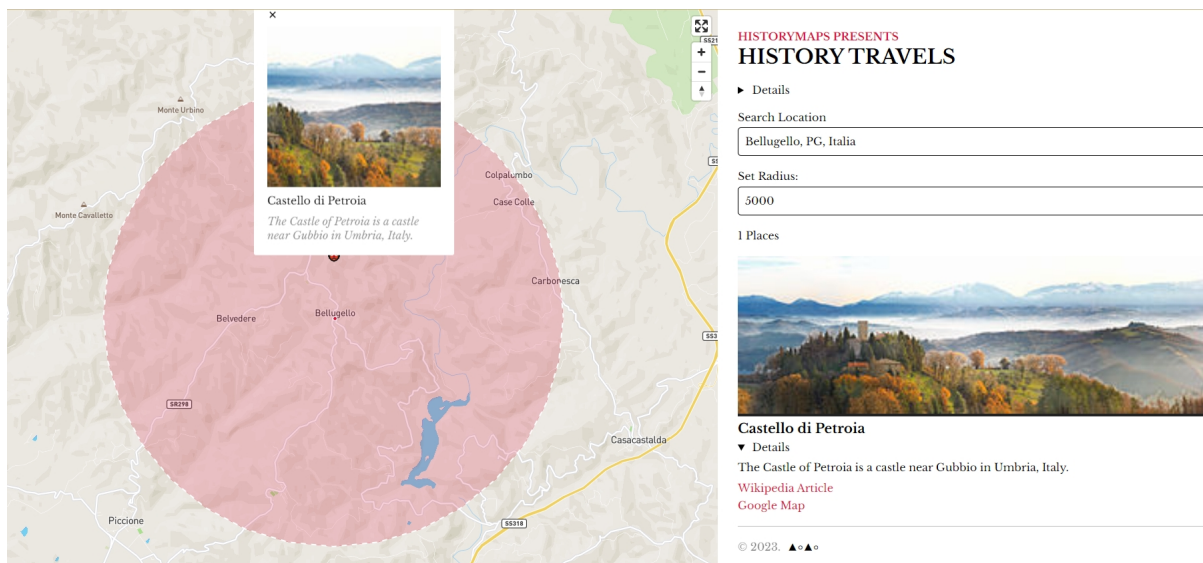 ×
SS21
Monte Urbino
Colpalumbo
Case Colle
Monte Cavalletto
Castello di Petroia
The Castle of Petroia is a castle
near Gubbio in Umbria, Italy.
Carbonesca
Belvedere
Bellugello
SR298
Casacastalda
Piccione
SS318
HISTORYMAPS PRESENTS
HISTORY TRAVELS
Details
Search Location
Bellugello, PG, Italia
Set Radius:
5000
1 Places
Castello di Petroia
Details
The Castle of Petroia is a castle near Gubbio in Umbria, Italy.
Wikipedia Article
Google Map
© 2023.